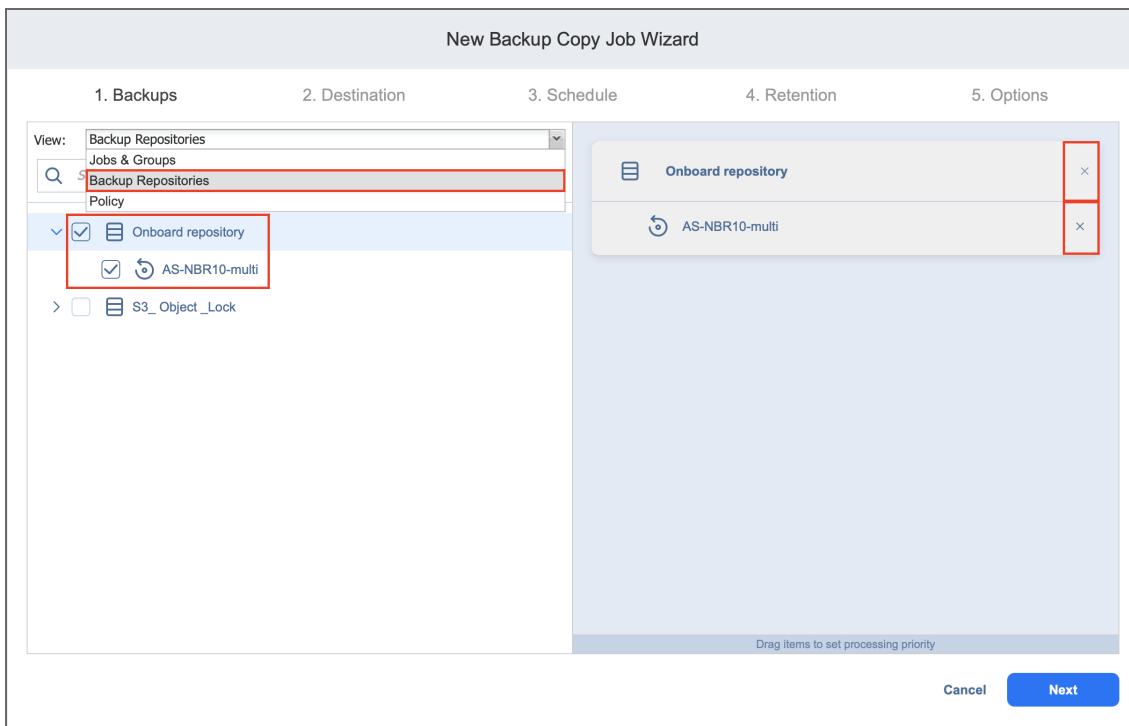 New Backup Copy Job Wizard
1. Backups
2. Destination
3. Schedule
4. Retention
5. Options
View:
Backup Repositories
Jobs & Groups
Backup Repositories
Policy
Onboard repository
AS-NBR10-multi
S3_ Object _Lock
Onboard repository
AS-NBR10-multi
Drag items to set processing priority
Cancel
Next